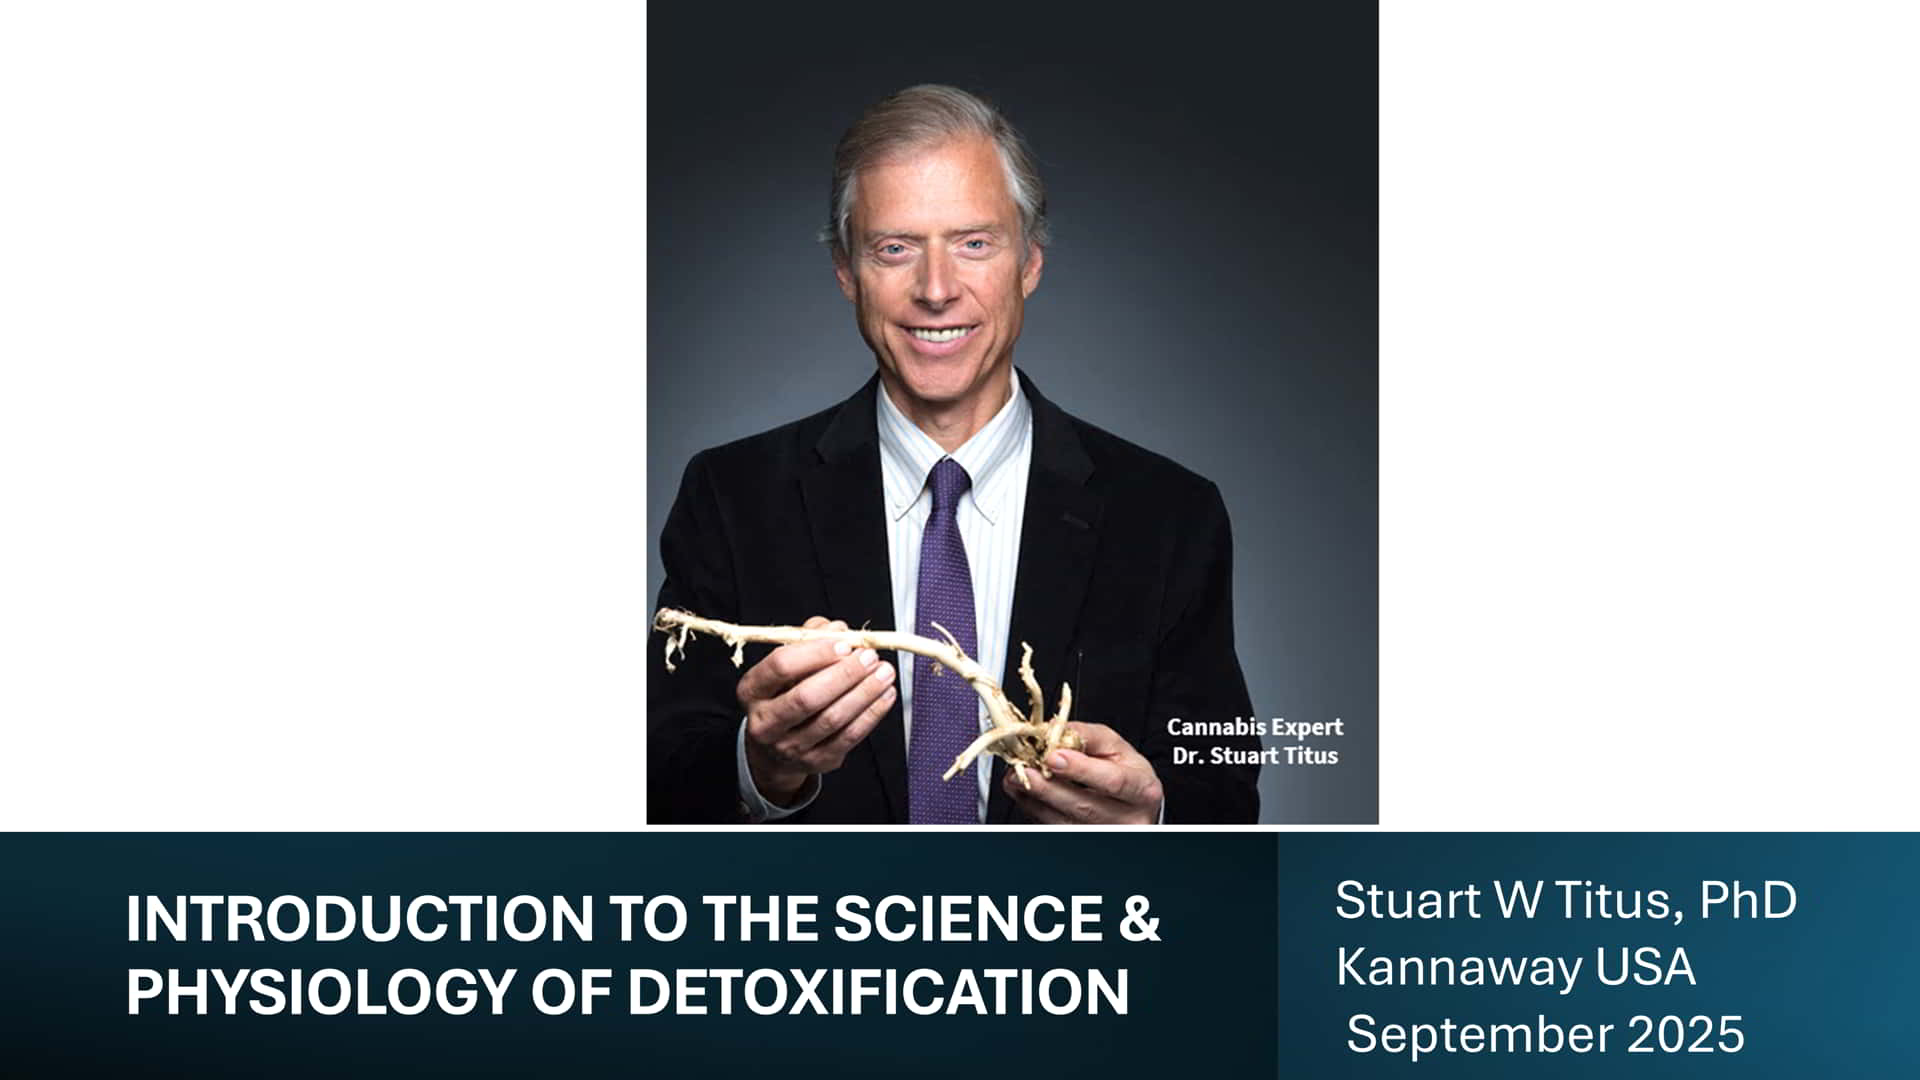 Cannabis Expert
Dr. Stuart Titus
INTRODUCTION TO THE SCIENCE &
PHYSIOLOGY OF DETOXIFICATION
Stuart W Titus, PhD
Kannaway USA
September 2025